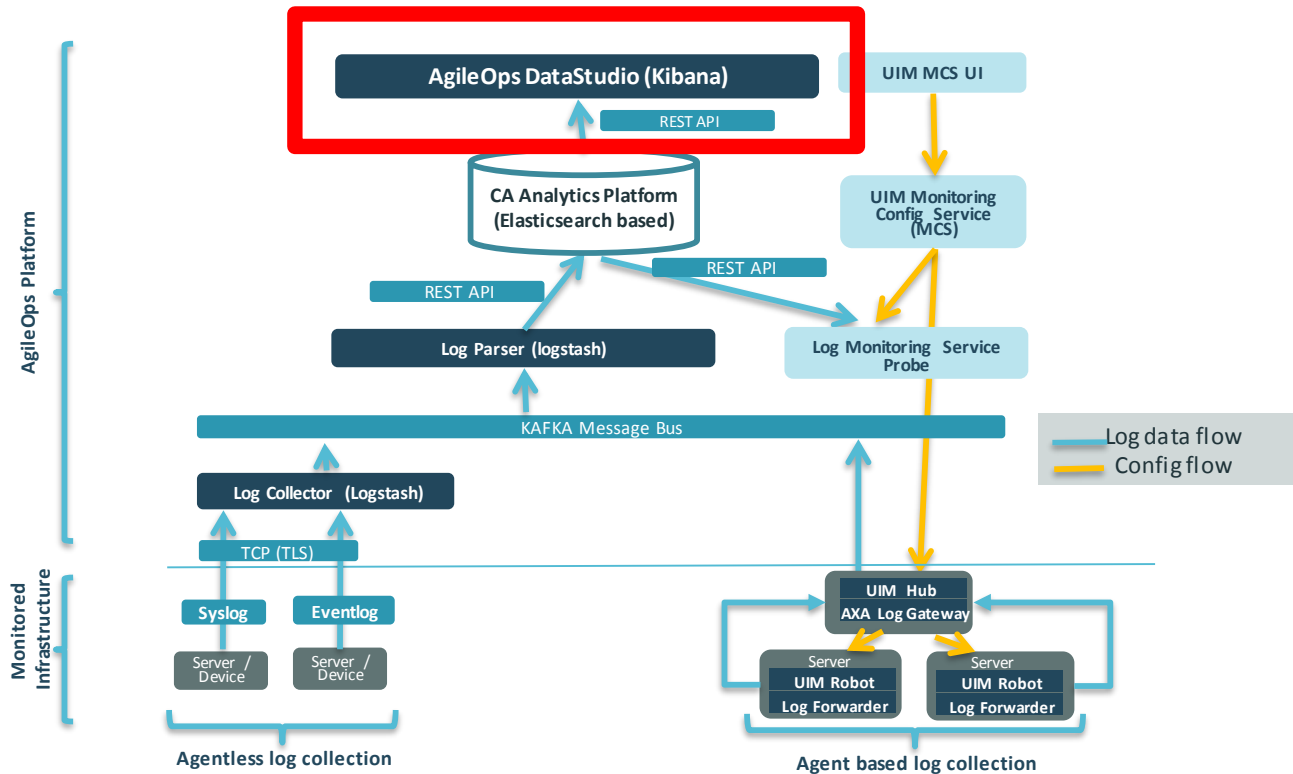 AgileOps DataStudio (Kibana)
UIM MCS UI
REST API
CA Analytics Platform
(Elasticsearch based)
UIM Monitoring
Config Service
(MCS)
REST API
REST API
Log Parser (logstash)
Log Monitoring Service
Probe
AgileOps Platform
KAFKA Message Bus
Log data flow
Config flow
Log Collector (Logstash)
TCP (TLS)
Monitored
Infrastructure
Syslog
Eventlog
UIM Hub
AXA Log Gateway
Server /
Device
Server /
Device
Server
UIM Robot
Log Forwarder
Server
UIM Robot
Log Forwarder
Agentless log collection
Agent based log collection